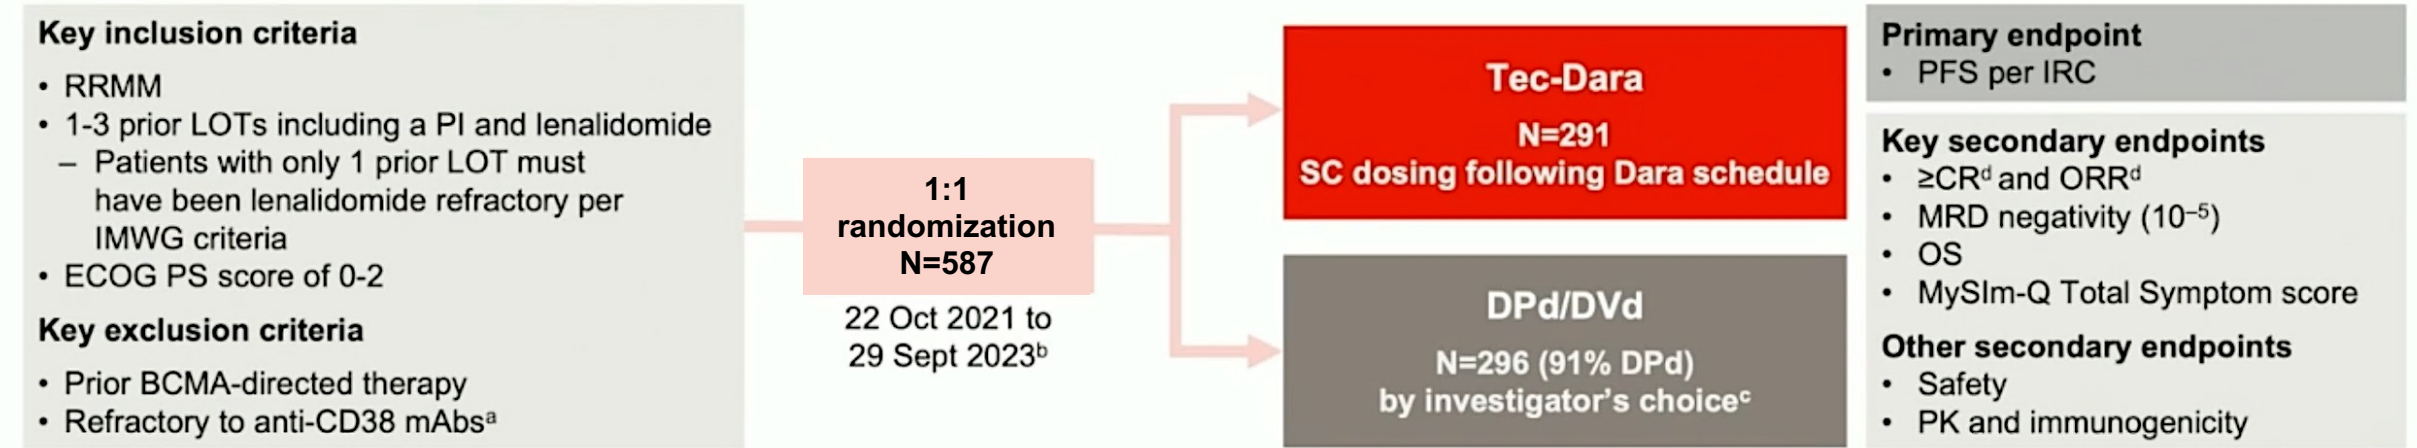 Key inclusion criteria
• RRMM
• 1-3 prior LOTs including a PI and lenalidomide
– Patients with only 1 prior LOT must
have been lenalidomide refractory per
IMWG criteria
• ECOG PS score of 0-2
Key exclusion criteria
• Prior BCMA-directed therapy
• Refractory to anti-CD38 mAbsᵃ
1:1
randomization
N=587
22 Oct 2021 to
29 Sept 2023ᵇ
Tec-Dara
N=291
SC dosing following Dara schedule
DPd/DVd
N=296 (91% DPd)
by investigator's choiceᶜ
Primary endpoint
• PFS per IRC
Key secondary endpoints
• ≥CRᵈ and ORRᵈ
• MRD negativity (10⁻⁵)
• OS
• MySIm-Q Total Symptom score
Other secondary endpoints
• Safety
• PK and immunogenicity